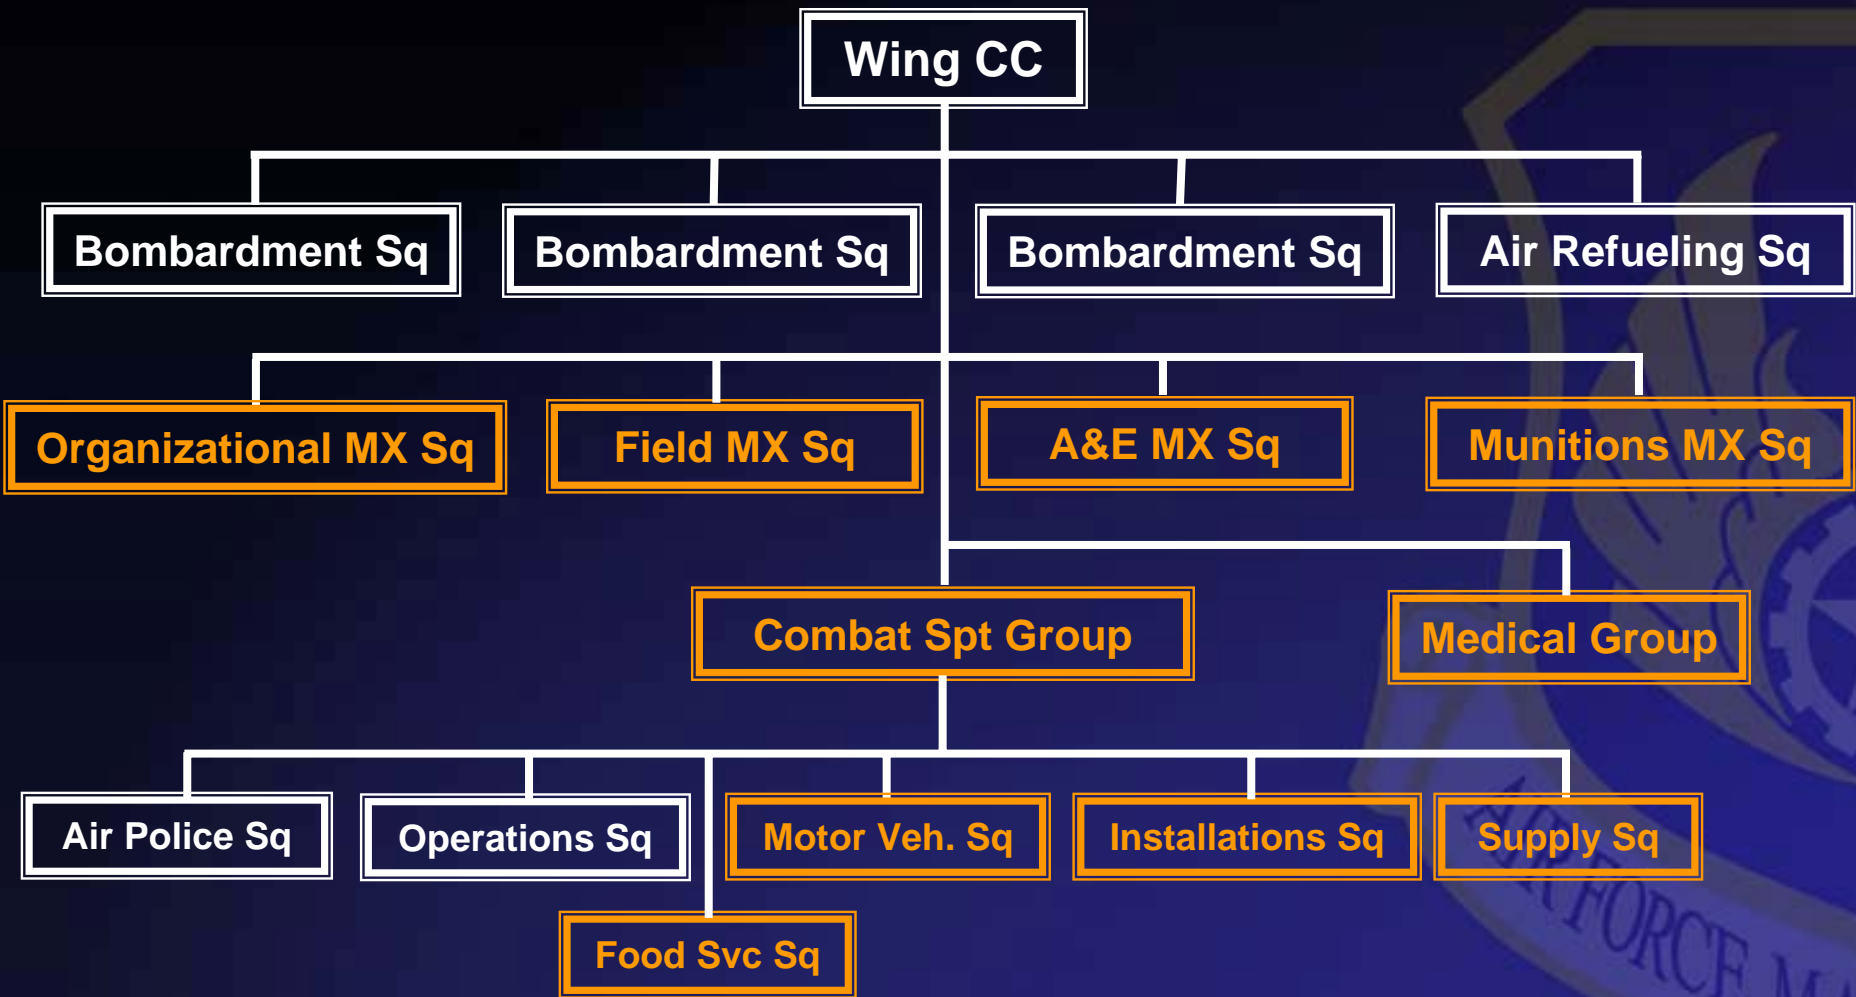 Wing CC
Bombardment Sq
Bombardment Sq
Bombardment Sq
Air Refueling Sq
Organizational MX Sq
Field MX Sq
A&E MX Sq
Munitions MX Sq
Combat Spt Group
Medical Group
Air Police Sq
Operations Sq
Motor Veh. Sq
Installations Sq
Supply Sq
Food Svc Sq
AIR FORCE